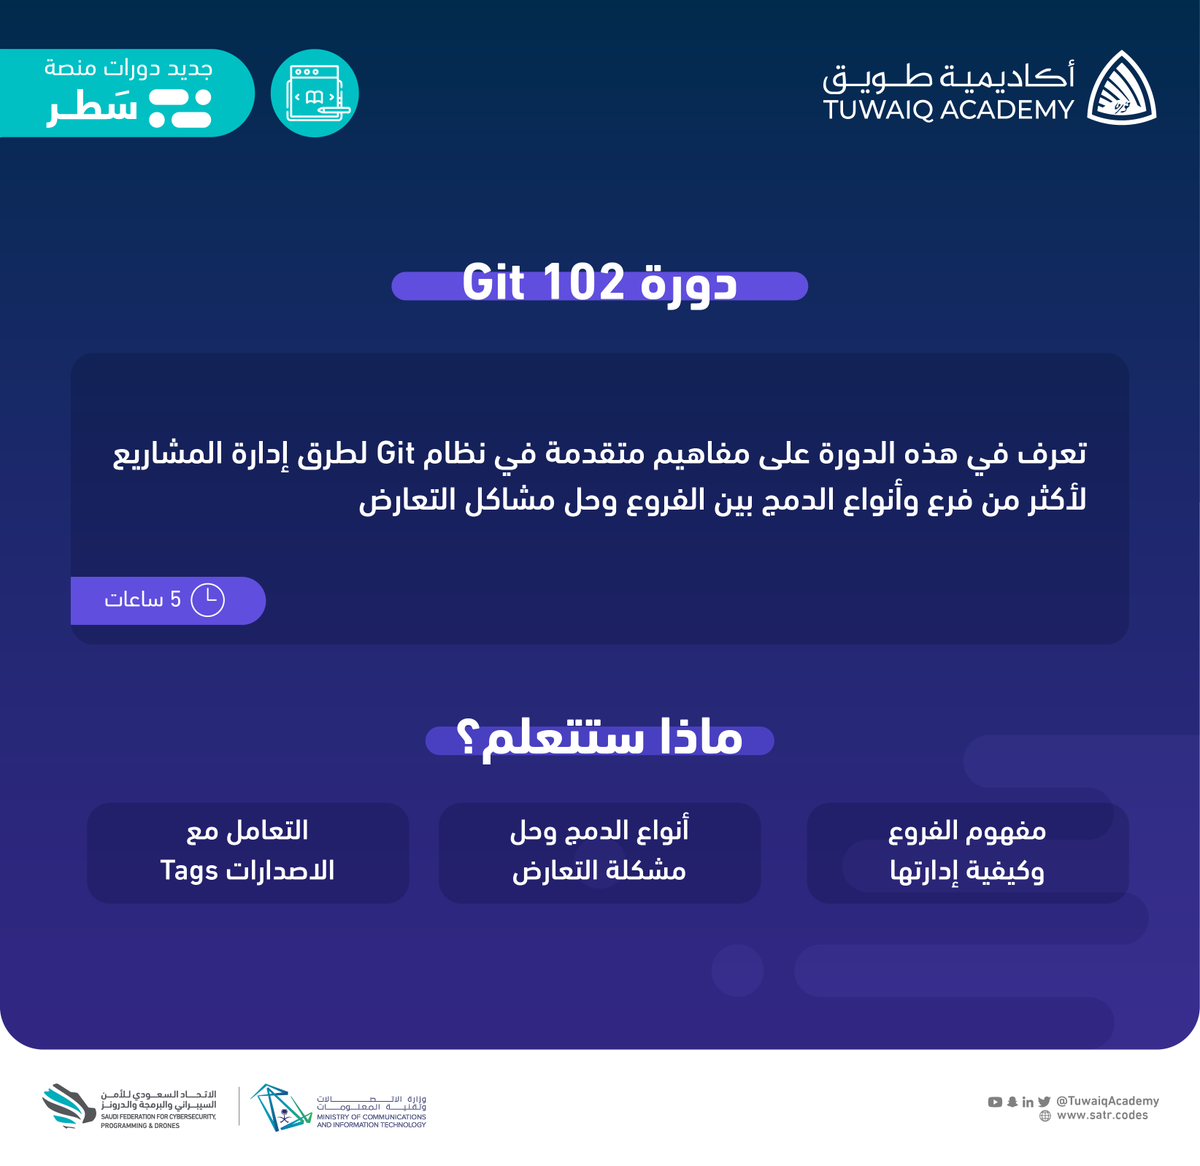 أكاديمية طويق
TUWAIQ ACADEMY
جديد دورات منصة
سَطر
دورة Git 102
تعرف في هذه الدورة على مفاهيم متقدمة في نظام Git لطرق إدارة المشاريع
لأكثر من فرع وأنواع الدمج بين الفروع وحل مشاكل التعارض
5 ساعات
ماذا ستتعلم؟
مفهوم الفروع
وكيفية إدارتها
أنواع الدمج وحل
مشكلة التعارض
التعامل مع
الاصدارات Tags
الاتحاد السعودي للأمن
السيبراني والبرمجة والدرونز
SAUDI FEDERATION FOR CYBERSECURITY,
PROGRAMMING & DRONES
وزارة الاتصالات
وتقنية المعلومات
MINISTRY OF COMMUNICATIONS
AND INFORMATION TECHNOLOGY
@TuwaiqAcademy
www.satr.codes